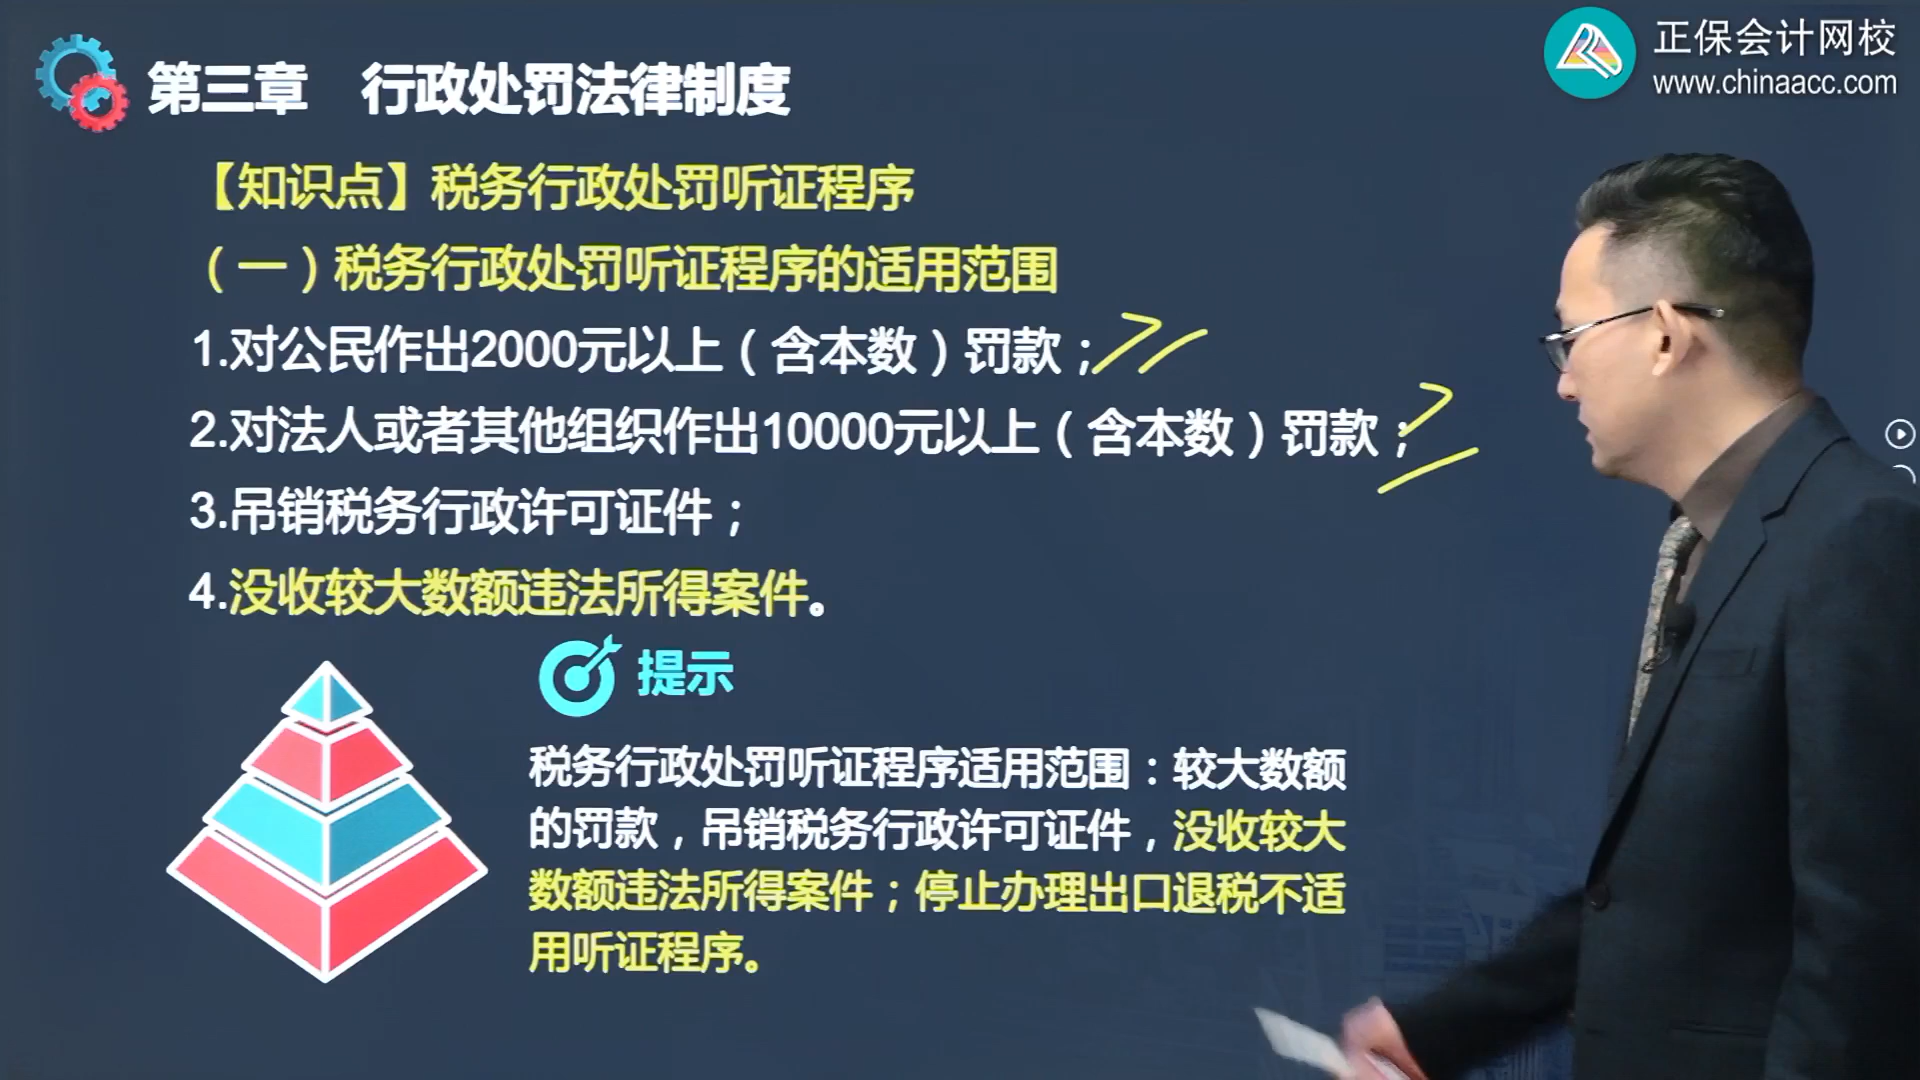 正保会计网校
www.chinaacc.com
第三章 行政处罚法律制度
【知识点】税务行政处罚听证程序
（一）税务行政处罚听证程序的适用范围
1.对公民作出2000元以上（含本数）罚款；
2.对法人或者其他组织作出10000元以上（含本数）罚款；
3.吊销税务行政许可证件；
4.没收较大数额违法所得案件。
提示
税务行政处罚听证程序适用范围：较大数额
的罚款，吊销税务行政许可证件，没收较大
数额违法所得案件；停止办理出口退税不适
用听证程序。